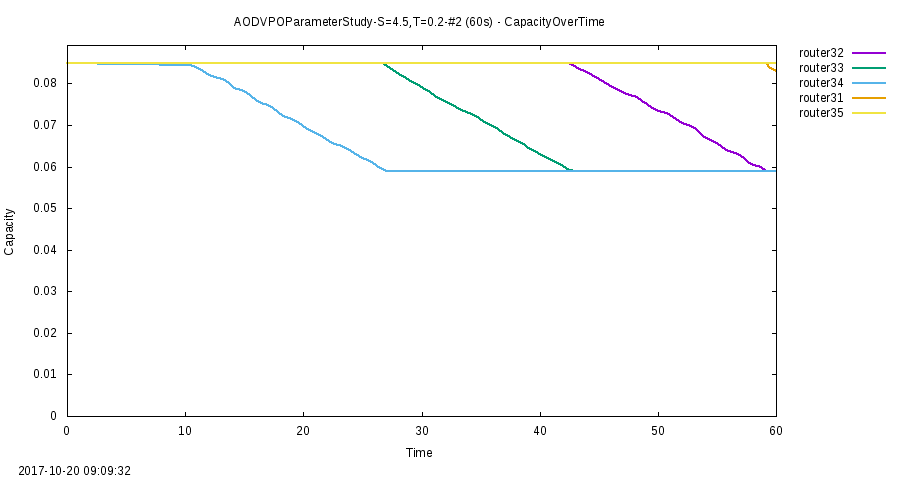 AODVPOParameterStudy-S=4.5,T=0.2-#2 (60s) - CapacityOverTime
router32
router33
router34
router31
router35
0.08
0.07
0.06
0.05
0.04
0.03
0.02
0.01
0
Capacity
0 10 20 30 40 50 60
Time
2017-10-20 09:09:32